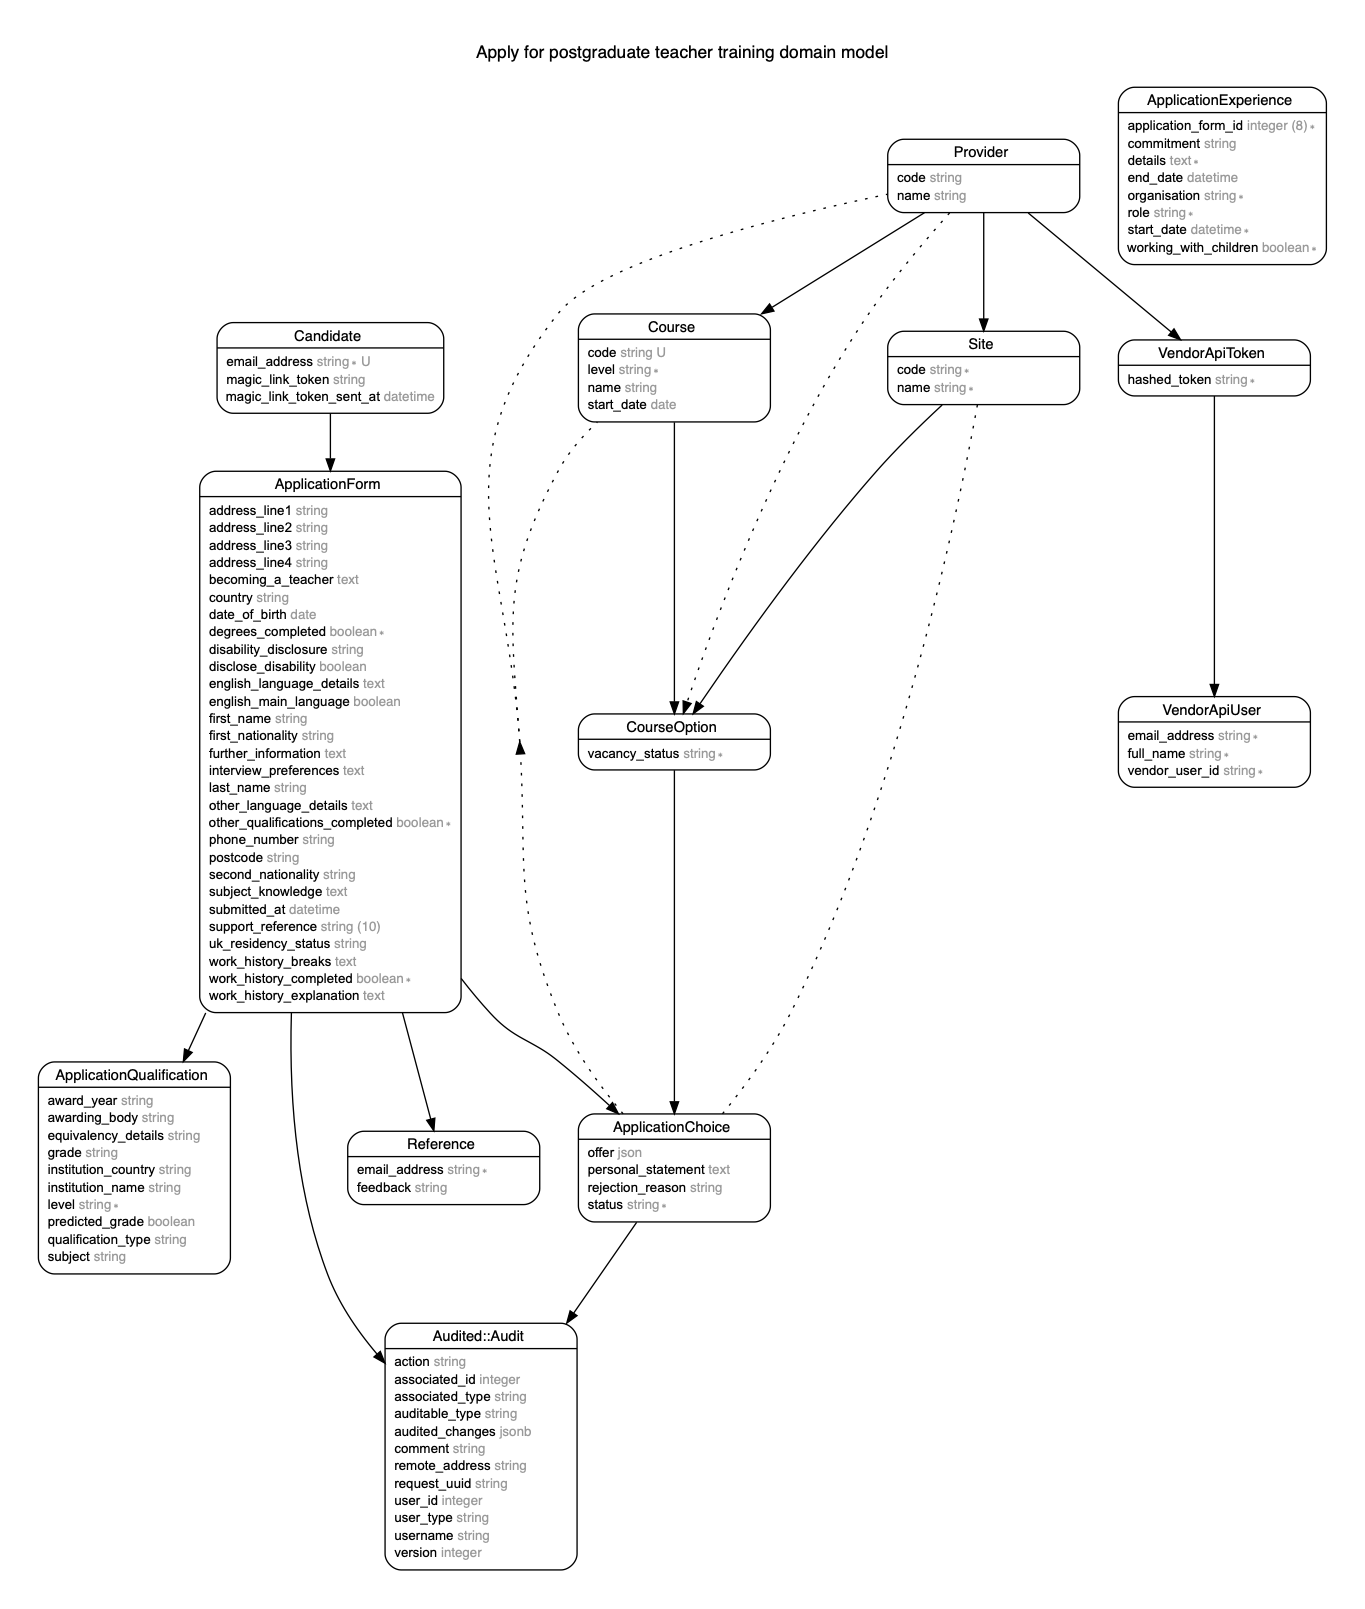 Apply for postgraduate teacher training domain model
ApplicationExperience
application_form_id integer (8) ∗
commitment string
details text ∗
end_date datetime
organisation string ∗
role string ∗
start_date datetime ∗
working_with_children boolean ∗
Provider
code string
name string
Candidate
email_address string ∗ U
magic_link_token string
magic_link_token_sent_at datetime
Course
code string U
level string ∗
name string
start_date date
Site
code string ∗
name string ∗
VendorApiToken
hashed_token string ∗
ApplicationForm
address_line1 string
address_line2 string
address_line3 string
address_line4 string
becoming_a_teacher text
country string
date_of_birth date
degrees_completed boolean ∗
disability_disclosure string
disclose_disability boolean
english_language_details text
english_main_language boolean
first_name string
first_nationality string
further_information text
interview_preferences text
last_name string
other_language_details text
other_qualifications_completed boolean ∗
phone_number string
postcode string
second_nationality string
subject_knowledge text
submitted_at datetime
support_reference string (10)
uk_residency_status string
work_history_breaks text
work_history_completed boolean ∗
work_history_explanation text
CourseOption
vacancy_status string ∗
VendorApiUser
email_address string ∗
full_name string ∗
vendor_user_id string ∗
ApplicationQualification
award_year string
awarding_body string
equivalency_details string
grade string
institution_country string
institution_name string
level string ∗
predicted_grade boolean
qualification_type string
subject string
Reference
email_address string ∗
feedback string
ApplicationChoice
offer json
personal_statement text
rejection_reason string
status string ∗
Audited::Audit
action string
associated_id integer
associated_type string
auditable_type string
audited_changes jsonb
comment string
remote_address string
request_uuid string
user_id integer
user_type string
username string
version integer